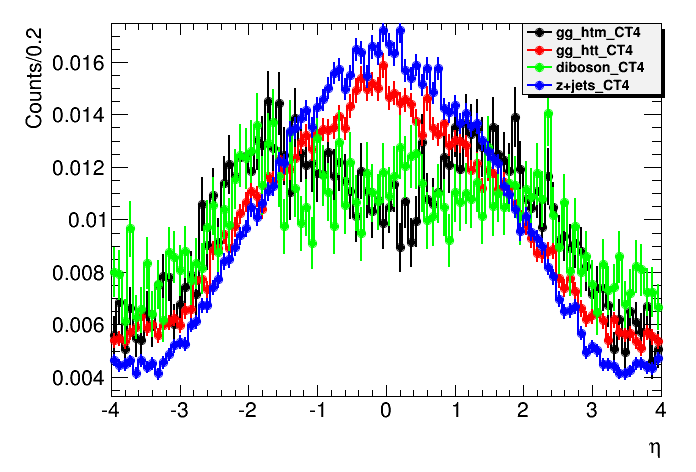 Counts/0.2
0.016
0.014
0.012
0.01
0.008
0.006
0.004
gg_htm_CT4
gg_htt_CT4
diboson_CT4
z+jets_CT4
-4 -3 -2 -1 0 1 2 3 4
η